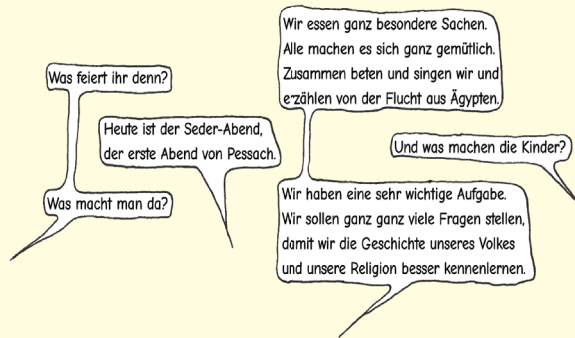 Was feiert ihr denn?
Heute ist der Seder-Abend,
der erste Abend von Pessach.
Was macht man da?
Wir essen ganz besondere Sachen.
Alle machen es sich ganz gemütlich.
Zusammen beten und singen wir und
erzählen von der Flucht aus Ägypten.
Und was machen die Kinder?
Wir haben eine sehr wichtige Aufgabe.
Wir sollen ganz ganz viele Fragen stellen,
damit wir die Geschichte unseres Volkes
und unsere Religion besser kennenlernen.